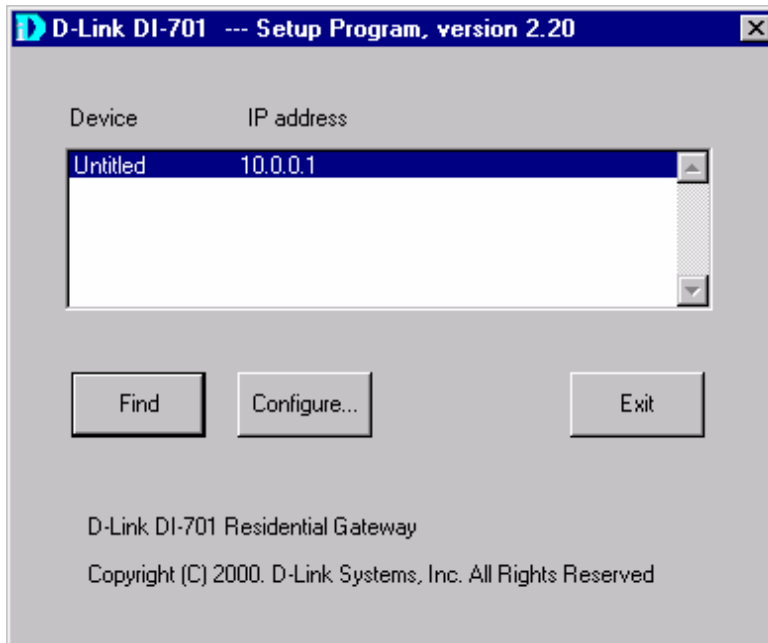 D-Link DI-701 --- Setup Program, version 2.20
Device IP address
Untitled 10.0.0.1
Find Configure... Exit
D-Link DI-701 Residential Gateway
Copyright (C) 2000. D-Link Systems, Inc. All Rights Reserved